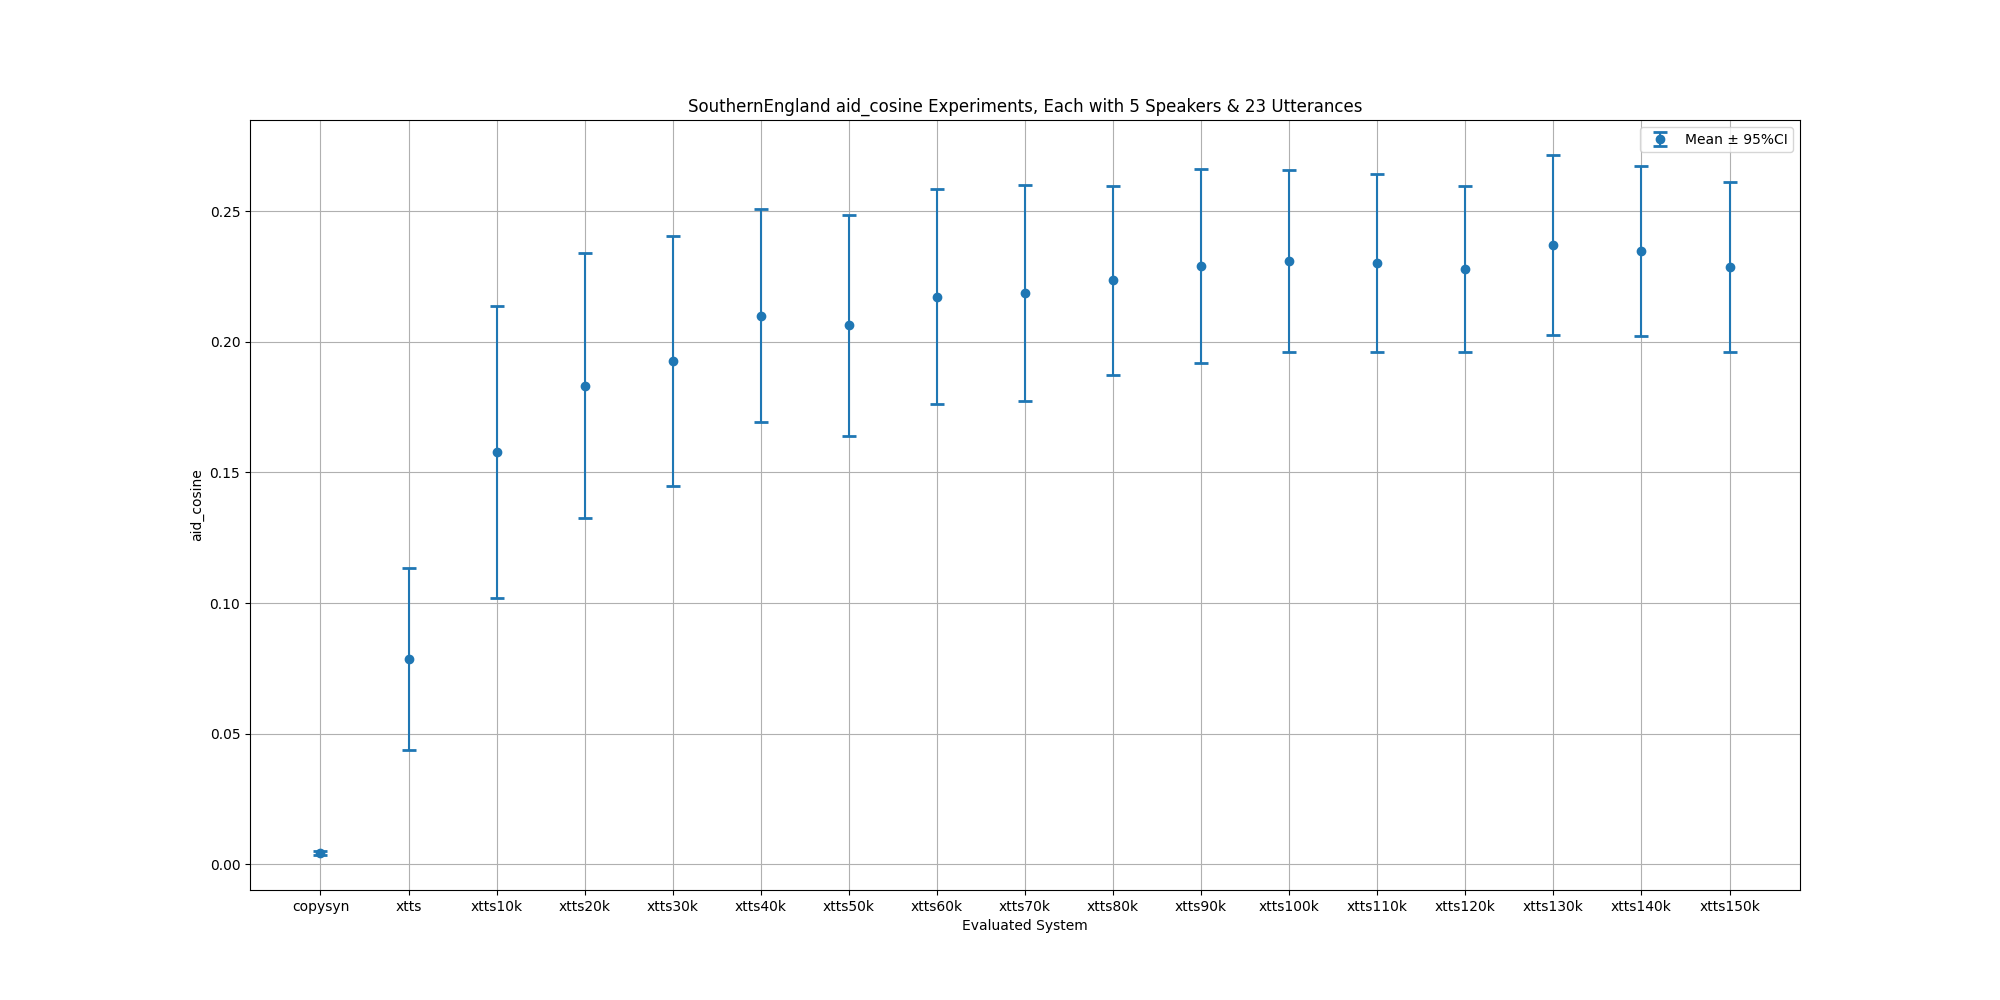 SouthernEngland aid_cosine Experiments, Each with 5 Speakers & 23 Utterances
Mean ± 95%CI
aid_cosine
0.25
0.20
0.15
0.10
0.05
0.00
copysyn xtts xtts10k xtts20k xtts30k xtts40k xtts50k xtts60k xtts70k xtts80k xtts90k xtts100k xtts110k xtts120k xtts130k xtts140k xtts150k
Evaluated System